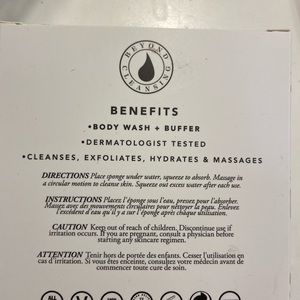 BEYOND
CLEANSING
BENEFITS
•BODY WASH + BUFFER
•DERMATOLOGIST TESTED
•CLEANSES, EXFOLIATES, HYDRATES & MASSAGES
DIRECTIONS Place sponge under water, squeeze to absorb. Massage in
a circular motion to cleanse skin. Squeeze out excess water after each use.
INSTRUCTIONS Placez l'éponge sous l'eau, pressez pour l'absorber.
Massez avec des mouvements circulaires pour nettoyer la peau. Enlevez
l'excédent d'eau qu'il y a sur l'éponge après chaque utilisation.
CAUTION Keep out of reach of children. Discontinue use if
irritation occurs. If you are pregnant, consult a physician before
starting any skincare regimen.
ATTENTION Tenir hors de portée des enfants. Cesser l'utilisation en
cas d'irritation. Si vous êtes enceinte, consultez votre médecin avant de
commencer toute cure de soin.
ALL